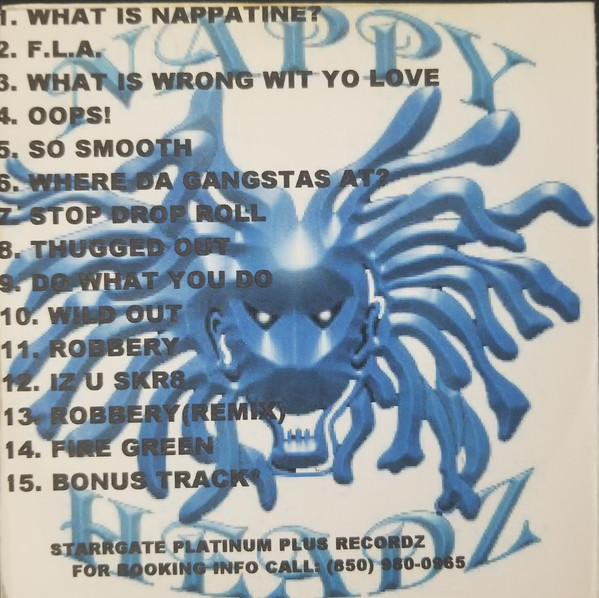 NAPPY
1. WHAT IS NAPPATINE?
2. F.L.A.
3. WHAT IS WRONG WIT YO LOVE
4. OOPS!
5. SO SMOOTH
6. WHERE DA GANGSTAS AT?
7. STOP DROP ROLL
8. THUGGED OUT
9. DO WHAT YOU DO
10. WILD OUT
11. ROBBERY
12. IZ U SKR8
13. ROBBERY(REMIX)
14. FIRE GREEN
15. BONUS TRACK*
HEADZ
STARRGATE PLATINUM PLUS RECORDZ
FOR BOOKING INFO CALL: (850) 980-0965